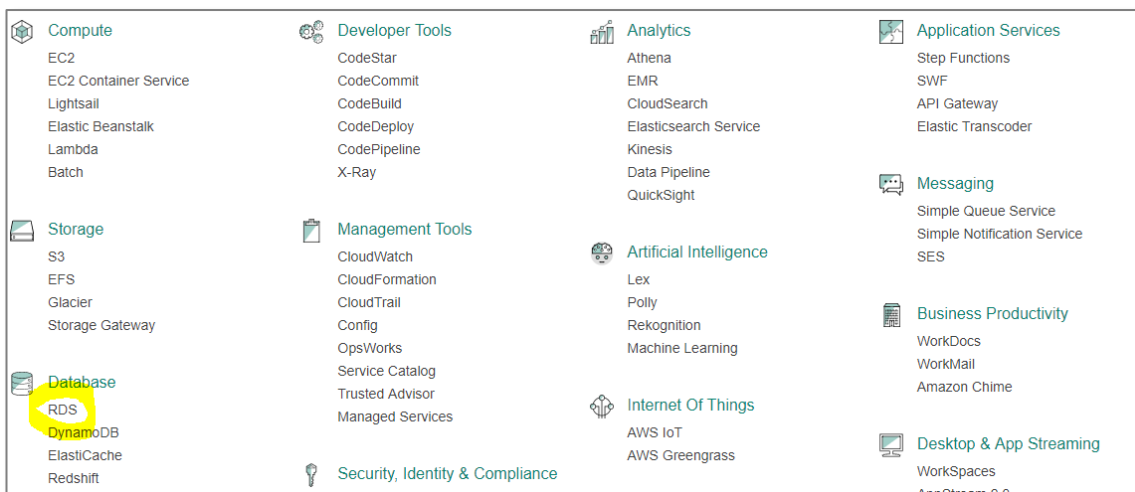 Compute
EC2
EC2 Container Service
Lightsail
Elastic Beanstalk
Lambda
Batch
Storage
S3
EFS
Glacier
Storage Gateway
Database
RDS
DynamoDB
ElastiCache
Redshift
Developer Tools
CodeStar
CodeCommit
CodeBuild
CodeDeploy
CodePipeline
X-Ray
Management Tools
CloudWatch
CloudFormation
CloudTrail
Config
OpsWorks
Service Catalog
Trusted Advisor
Managed Services
Security, Identity & Compliance
Analytics
Athena
EMR
CloudSearch
Elasticsearch Service
Kinesis
Data Pipeline
QuickSight
Artificial Intelligence
Lex
Polly
Rekognition
Machine Learning
Internet Of Things
AWS IoT
AWS Greengrass
Application Services
Step Functions
SWF
API Gateway
Elastic Transcoder
Messaging
Simple Queue Service
Simple Notification Service
SES
Business Productivity
WorkDocs
WorkMail
Amazon Chime
Desktop & App Streaming
WorkSpaces